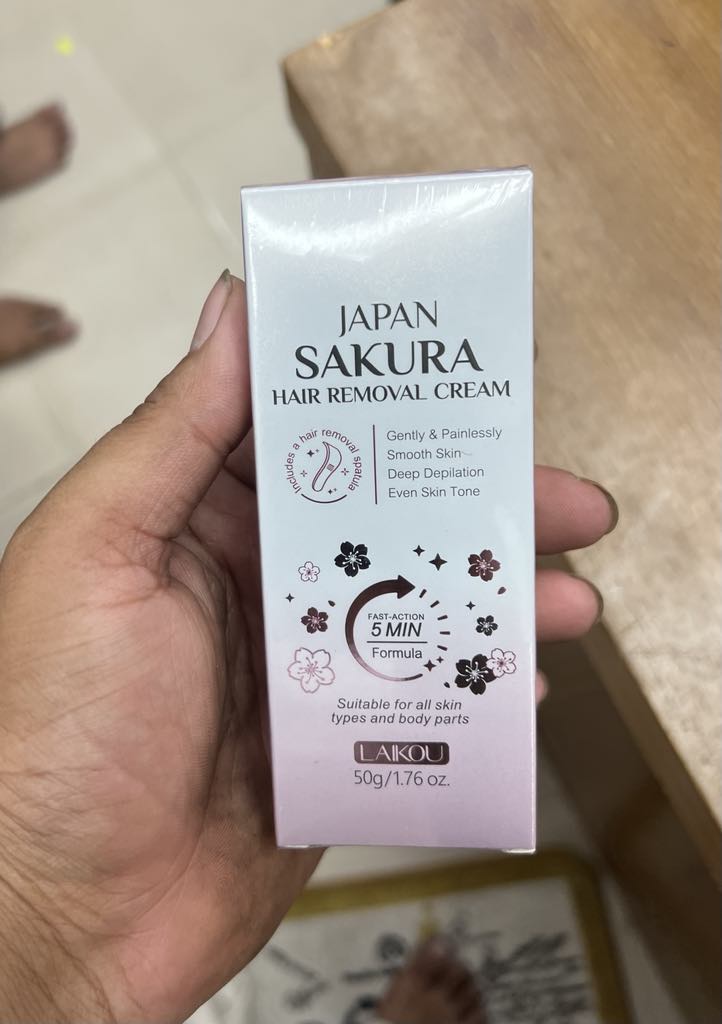 JAPAN
SAKURA
HAIR REMOVAL CREAM
Includes a hair removal spatula
Gently & Painlessly
Smooth Skin
Deep Depilation
Even Skin Tone
FAST-ACTION
5 MIN
Formula
Suitable for all skin
types and body parts
LAIKOU
50g/1.76 oz.